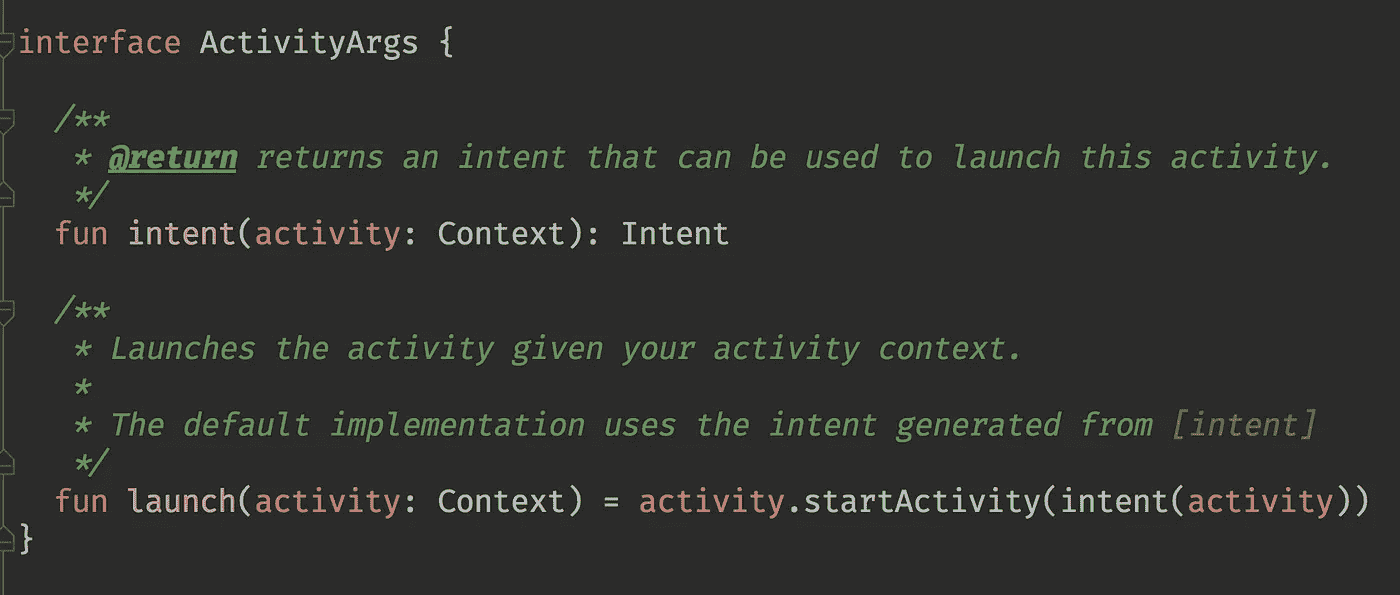 interface ActivityArgs {
/**
* @return returns an intent that can be used to launch this activity.
*/
fun intent(activity: Context): Intent
/**
* Launches the activity given your activity context.
*
* The default implementation uses the intent generated from [intent]
*/
fun launch(activity: Context) = activity.startActivity(intent(activity))
}